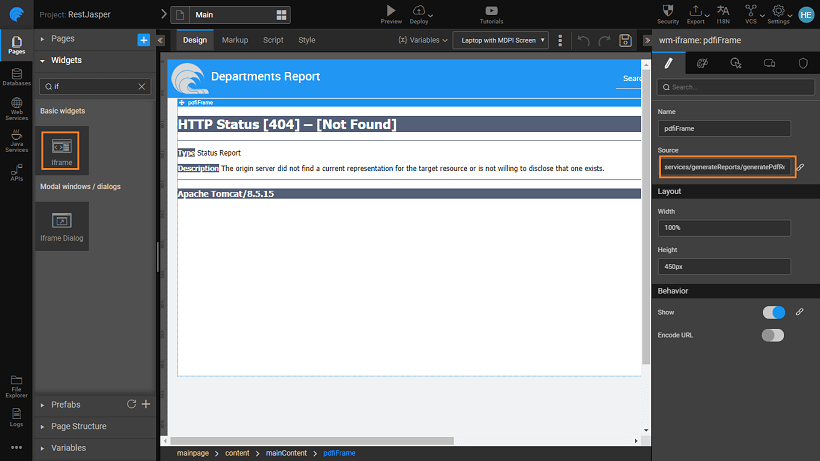 Project: RestJasper
Main
Preview
Deploy
Tutorials
Security
Export
I18N
VCS
Settings
HE
Pages
Databases
Web Services
Java Services
APIs
File Explorer
Logs
Pages
Widgets
if
Basic widgets
Iframe
Modal windows / dialogs
Iframe Dialog
Prefabs
Page Structure
Variables
Design
Markup
Script
Style
(x) Variables
Laptop with MDPI Screen
Departments Report
Searc
pdfiFrame
HTTP Status [404] – [Not Found]
Type Status Report
Description The origin server did not find a current representation for the target resource or is not willing to disclose that one exists.
Apache Tomcat/8.5.15
mainpage > content > mainContent > pdfiFrame
wm-iframe: pdfiFrame
Search...
Name
pdfiFrame
Source
services/generateReports/generatePdfRe
Layout
Width
100%
Height
450px
Behavior
Show
Encode URL